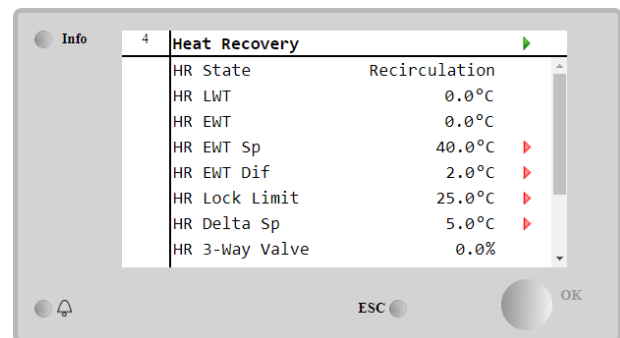 Info
4 Heat Recovery
HR State Recirculation
HR LWT 0.0°C
HR EWT 0.0°C
HR EWT Sp 40.0°C
HR EWT Dif 2.0°C
HR Lock Limit 25.0°C
HR Delta Sp 5.0°C
HR 3-Way Valve 0.0%
ESC OK